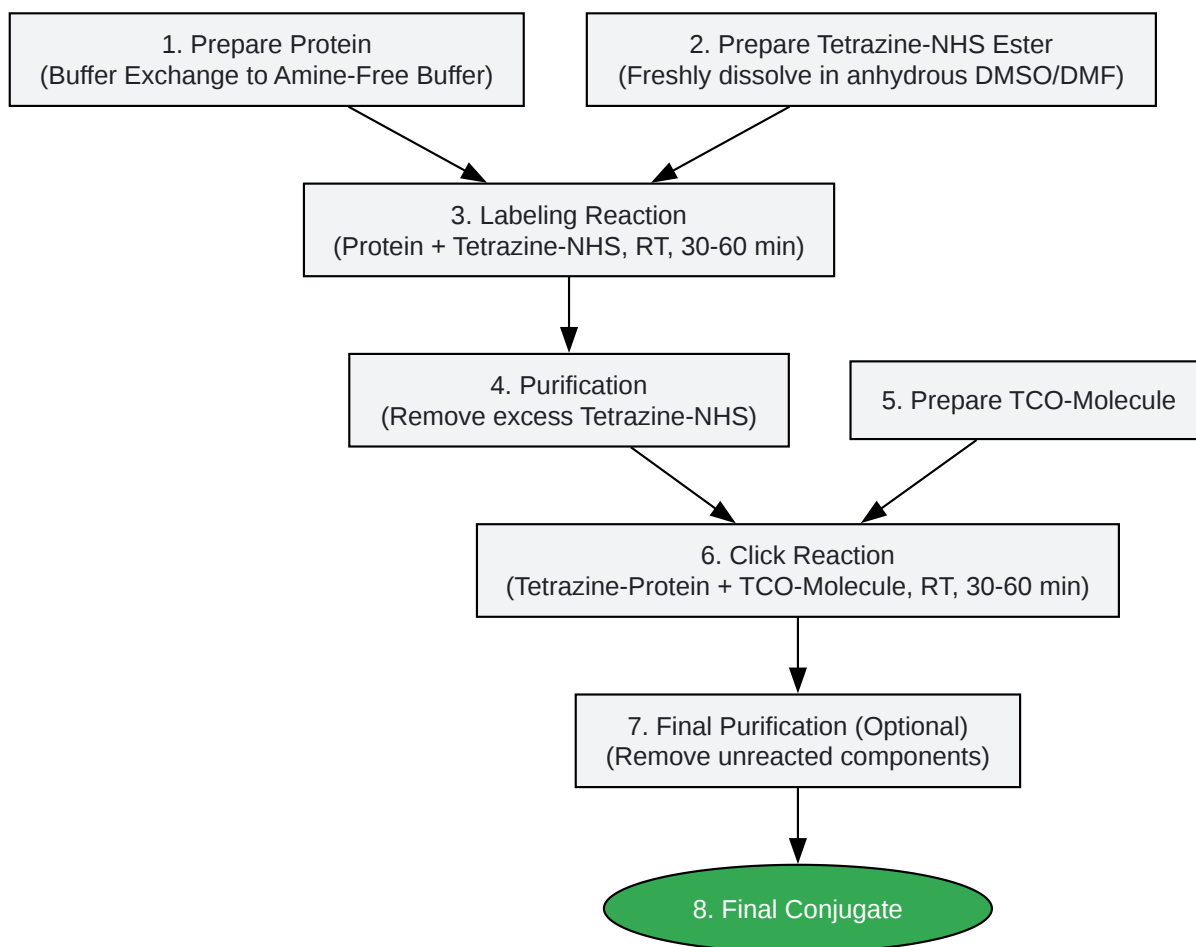 1. Prepare Protein
(Buffer Exchange to Amine-Free Buffer)
2. Prepare Tetrazine-NHS Ester
(Freshly dissolve in anhydrous DMSO/DMF)
3. Labeling Reaction
(Protein + Tetrazine-NHS, RT, 30-60 min)
4. Purification
(Remove excess Tetrazine-NHS)
5. Prepare TCO-Molecule
6. Click Reaction
(Tetrazine-Protein + TCO-Molecule, RT, 30-60 min)
7. Final Purification (Optional)
(Remove unreacted components)
8. Final Conjugate